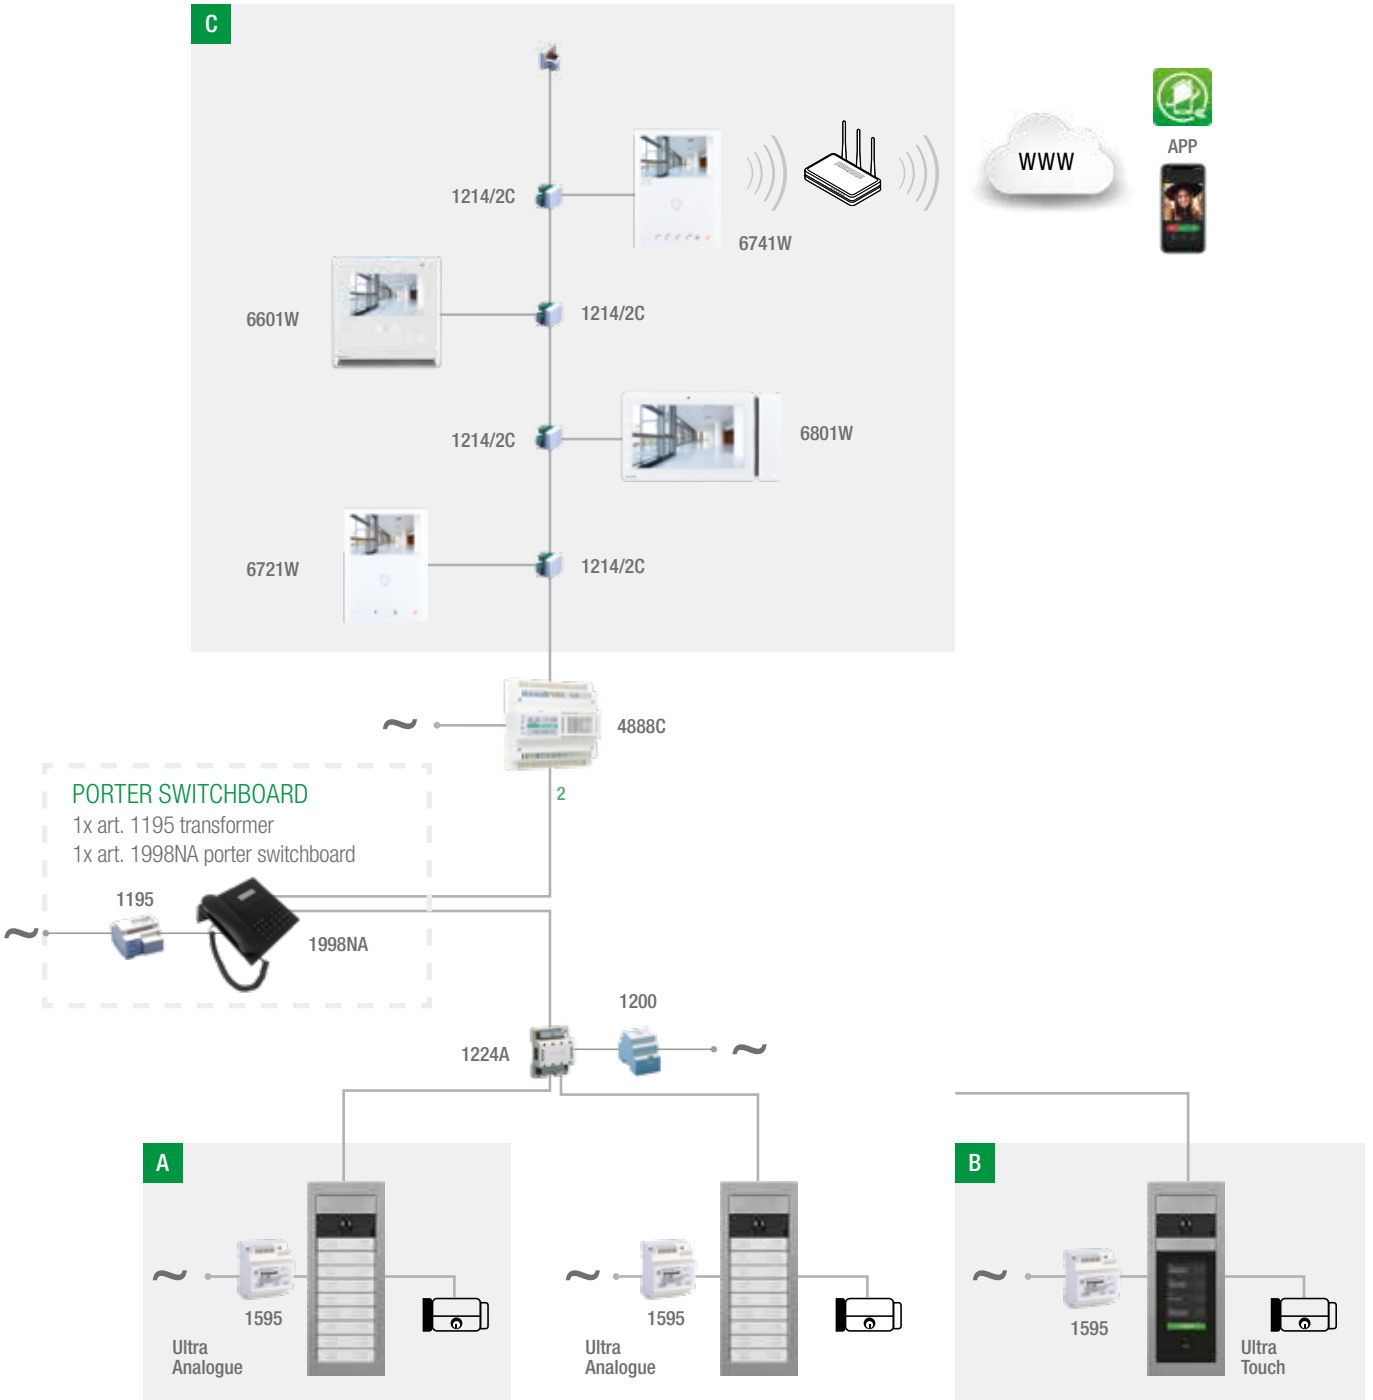 C
APP
WWW
1214/2C
6741W
6601W
1214/2C
1214/2C
6801W
6721W
1214/2C
4888C
2
PORTER SWITCHBOARD
1x art. 1195 transformer
1x art. 1998NA porter switchboard
1195
1998NA
1200
1224A
A
B
1595
1595
1595
Ultra
Analogue
Ultra
Analogue
Ultra
Touch